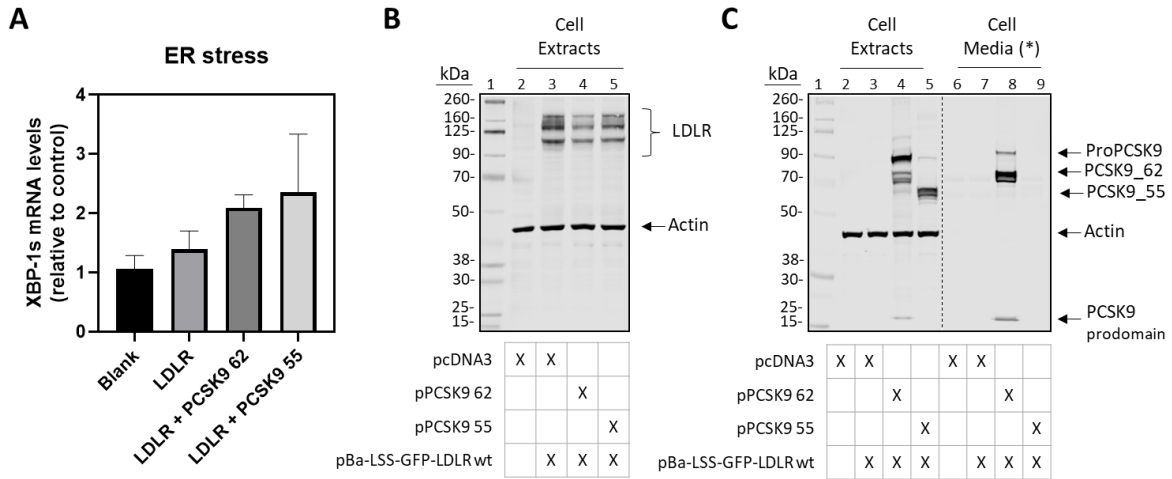 A
ER stress
XBP-1s mRNA levels
(relative to control)
4
3
2
1
0
Blank
LDLR
LDLR + PCSK9 62
LDLR + PCSK9 55
B
Cell
Extracts
kDa
1 2 3 4 5
260-
160-
125-
90-
70-
50-
38-
30-
25-
15-
LDLR
Actin
pcDNA3 X X
pPCSK9 62 X
pPCSK9 55 X
pBa-LSS-GFP-LDLR wt X X X
C
Cell
Extracts
Cell
Media (*)
kDa
1 2 3 4 5 6 7 8 9
260-
160-
125-
90-
70-
50-
38-
30-
25-
15-
ProPCSK9
PCSK9_62
PCSK9_55
Actin
PCSK9
prodomain
pcDNA3 X X X X
pPCSK9 62 X X
pPCSK9 55 X X
pBa-LSS-GFP-LDLR wt X X X X X X